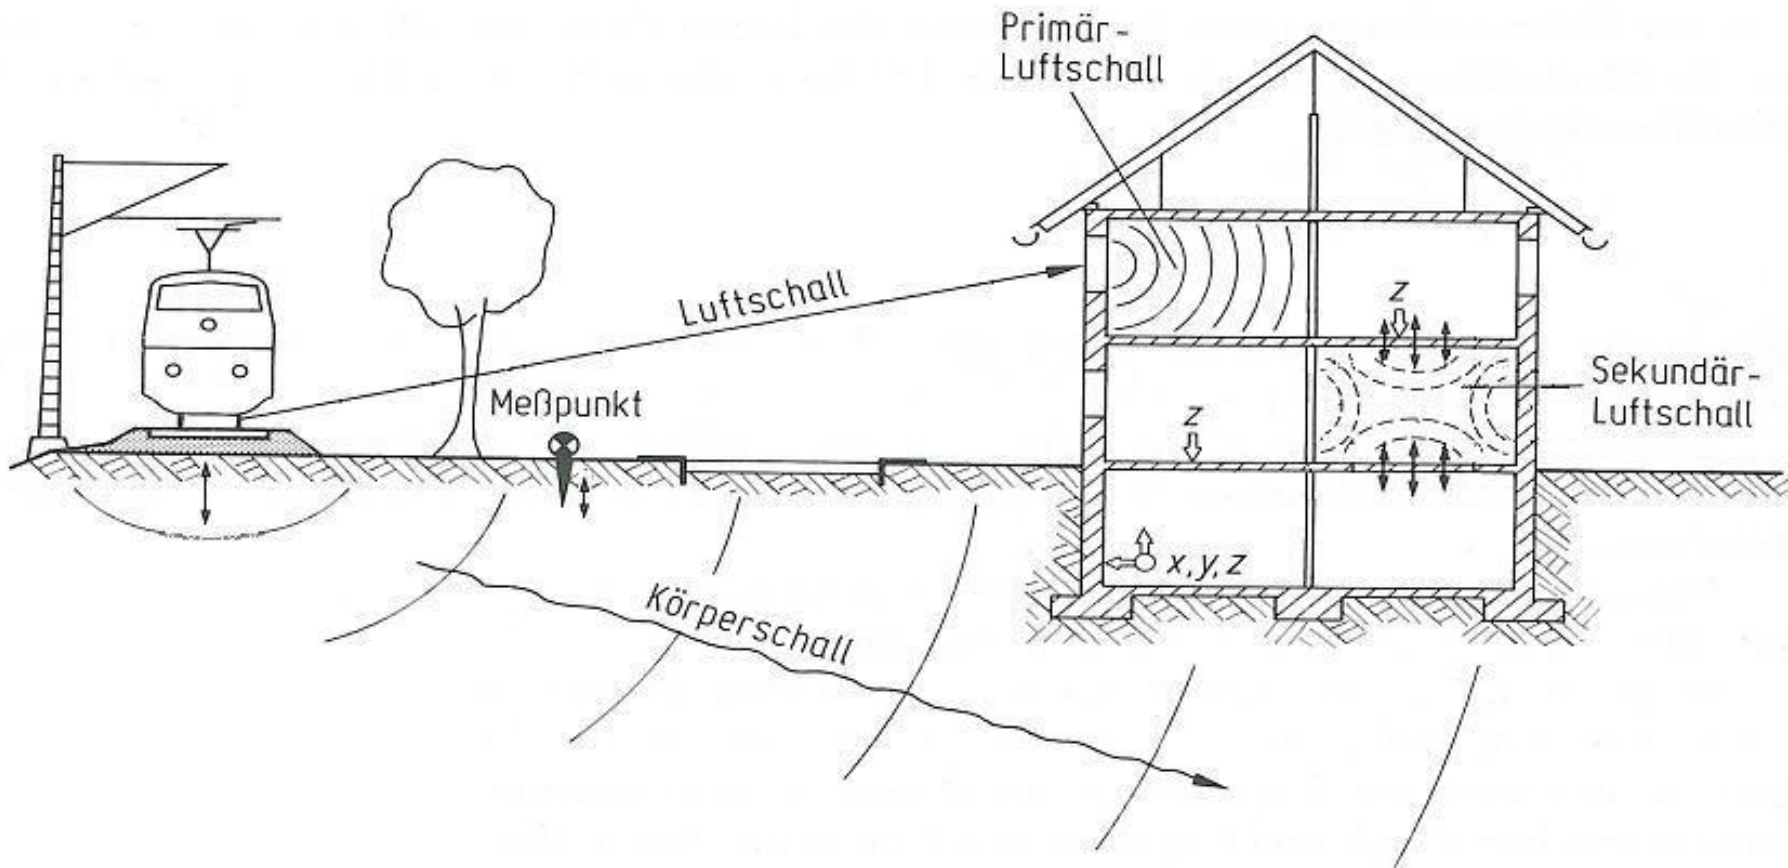 Primär-
Luftschall
Luftschall
z
Meßpunkt
Sekundär-
Luftschall
z
x, y, z
Körperschall